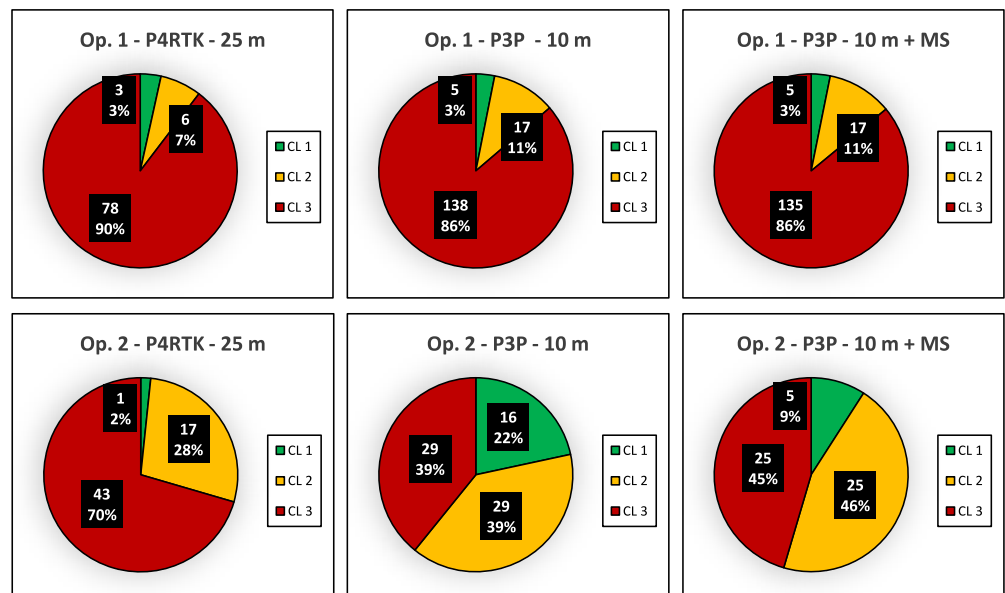 Op. 1 - P4RTK - 25 m
3
3%
6
7%
78
90%
CL 1
CL 2
CL 3
Op. 1 - P3P - 10 m
5
3%
17
11%
138
86%
CL 1
CL 2
CL 3
Op. 1 - P3P - 10 m + MS
5
3%
17
11%
135
86%
CL 1
CL 2
CL 3
Op. 2 - P4RTK - 25 m
1
2%
17
28%
43
70%
CL 1
CL 2
CL 3
Op. 2 - P3P - 10 m
16
22%
29
39%
29
39%
CL 1
CL 2
CL 3
Op. 2 - P3P - 10 m + MS
5
9%
25
45%
25
46%
CL 1
CL 2
CL 3